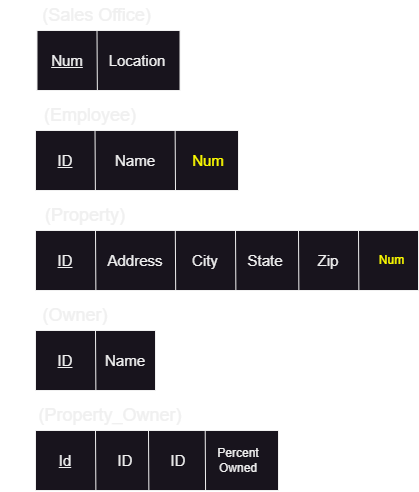 (Sales Office)
Num Location
(Employee)
ID Name Num
(Property)
ID Address City State Zip Num
(Owner)
ID Name
(Property_Owner)
Id ID ID Percent Owned